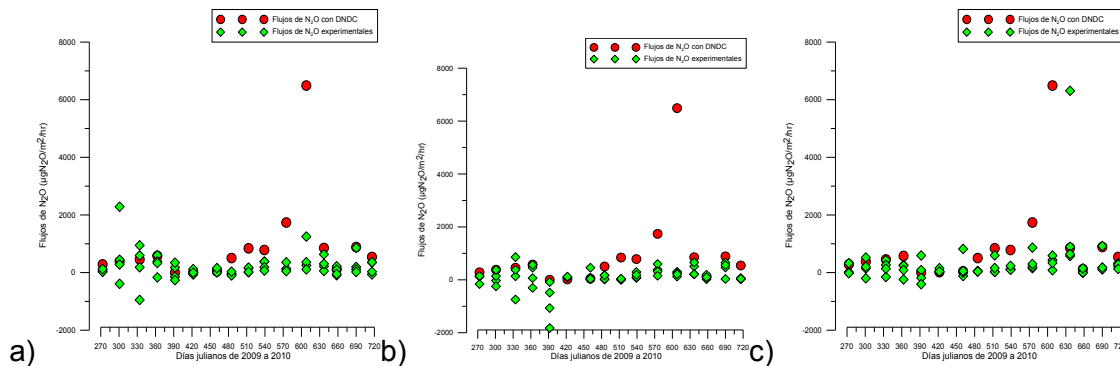 Flujos de N₂O con DNDC
Flujos de N₂O experimentales
8000
6000
4000
2000
0
-2000
Flujos de N₂O (µgN₂O/m²/hr)
270 300 330 360 390 420 450 480 510 540 570 600 630 660 690 720
Días julianos de 2009 a 2010
a)
Flujos de N₂O con DNDC
Flujos de N₂O experimentales
8000
6000
4000
2000
0
-2000
Flujos de N₂O (µgN₂O/m²/hr)
270 300 330 360 390 420 450 480 510 540 570 600 630 660 690 720
Días julianos de 2009 a 2010
b)
Flujos de N₂O con DNDC
Flujos de N₂O experimentales
8000
6000
4000
2000
0
-2000
Flujos de N₂O (µgN₂O/m²/hr)
270 300 330 360 390 420 450 480 510 540 570 600 630 660 690
Días julianos de 2009 a 2010
c)